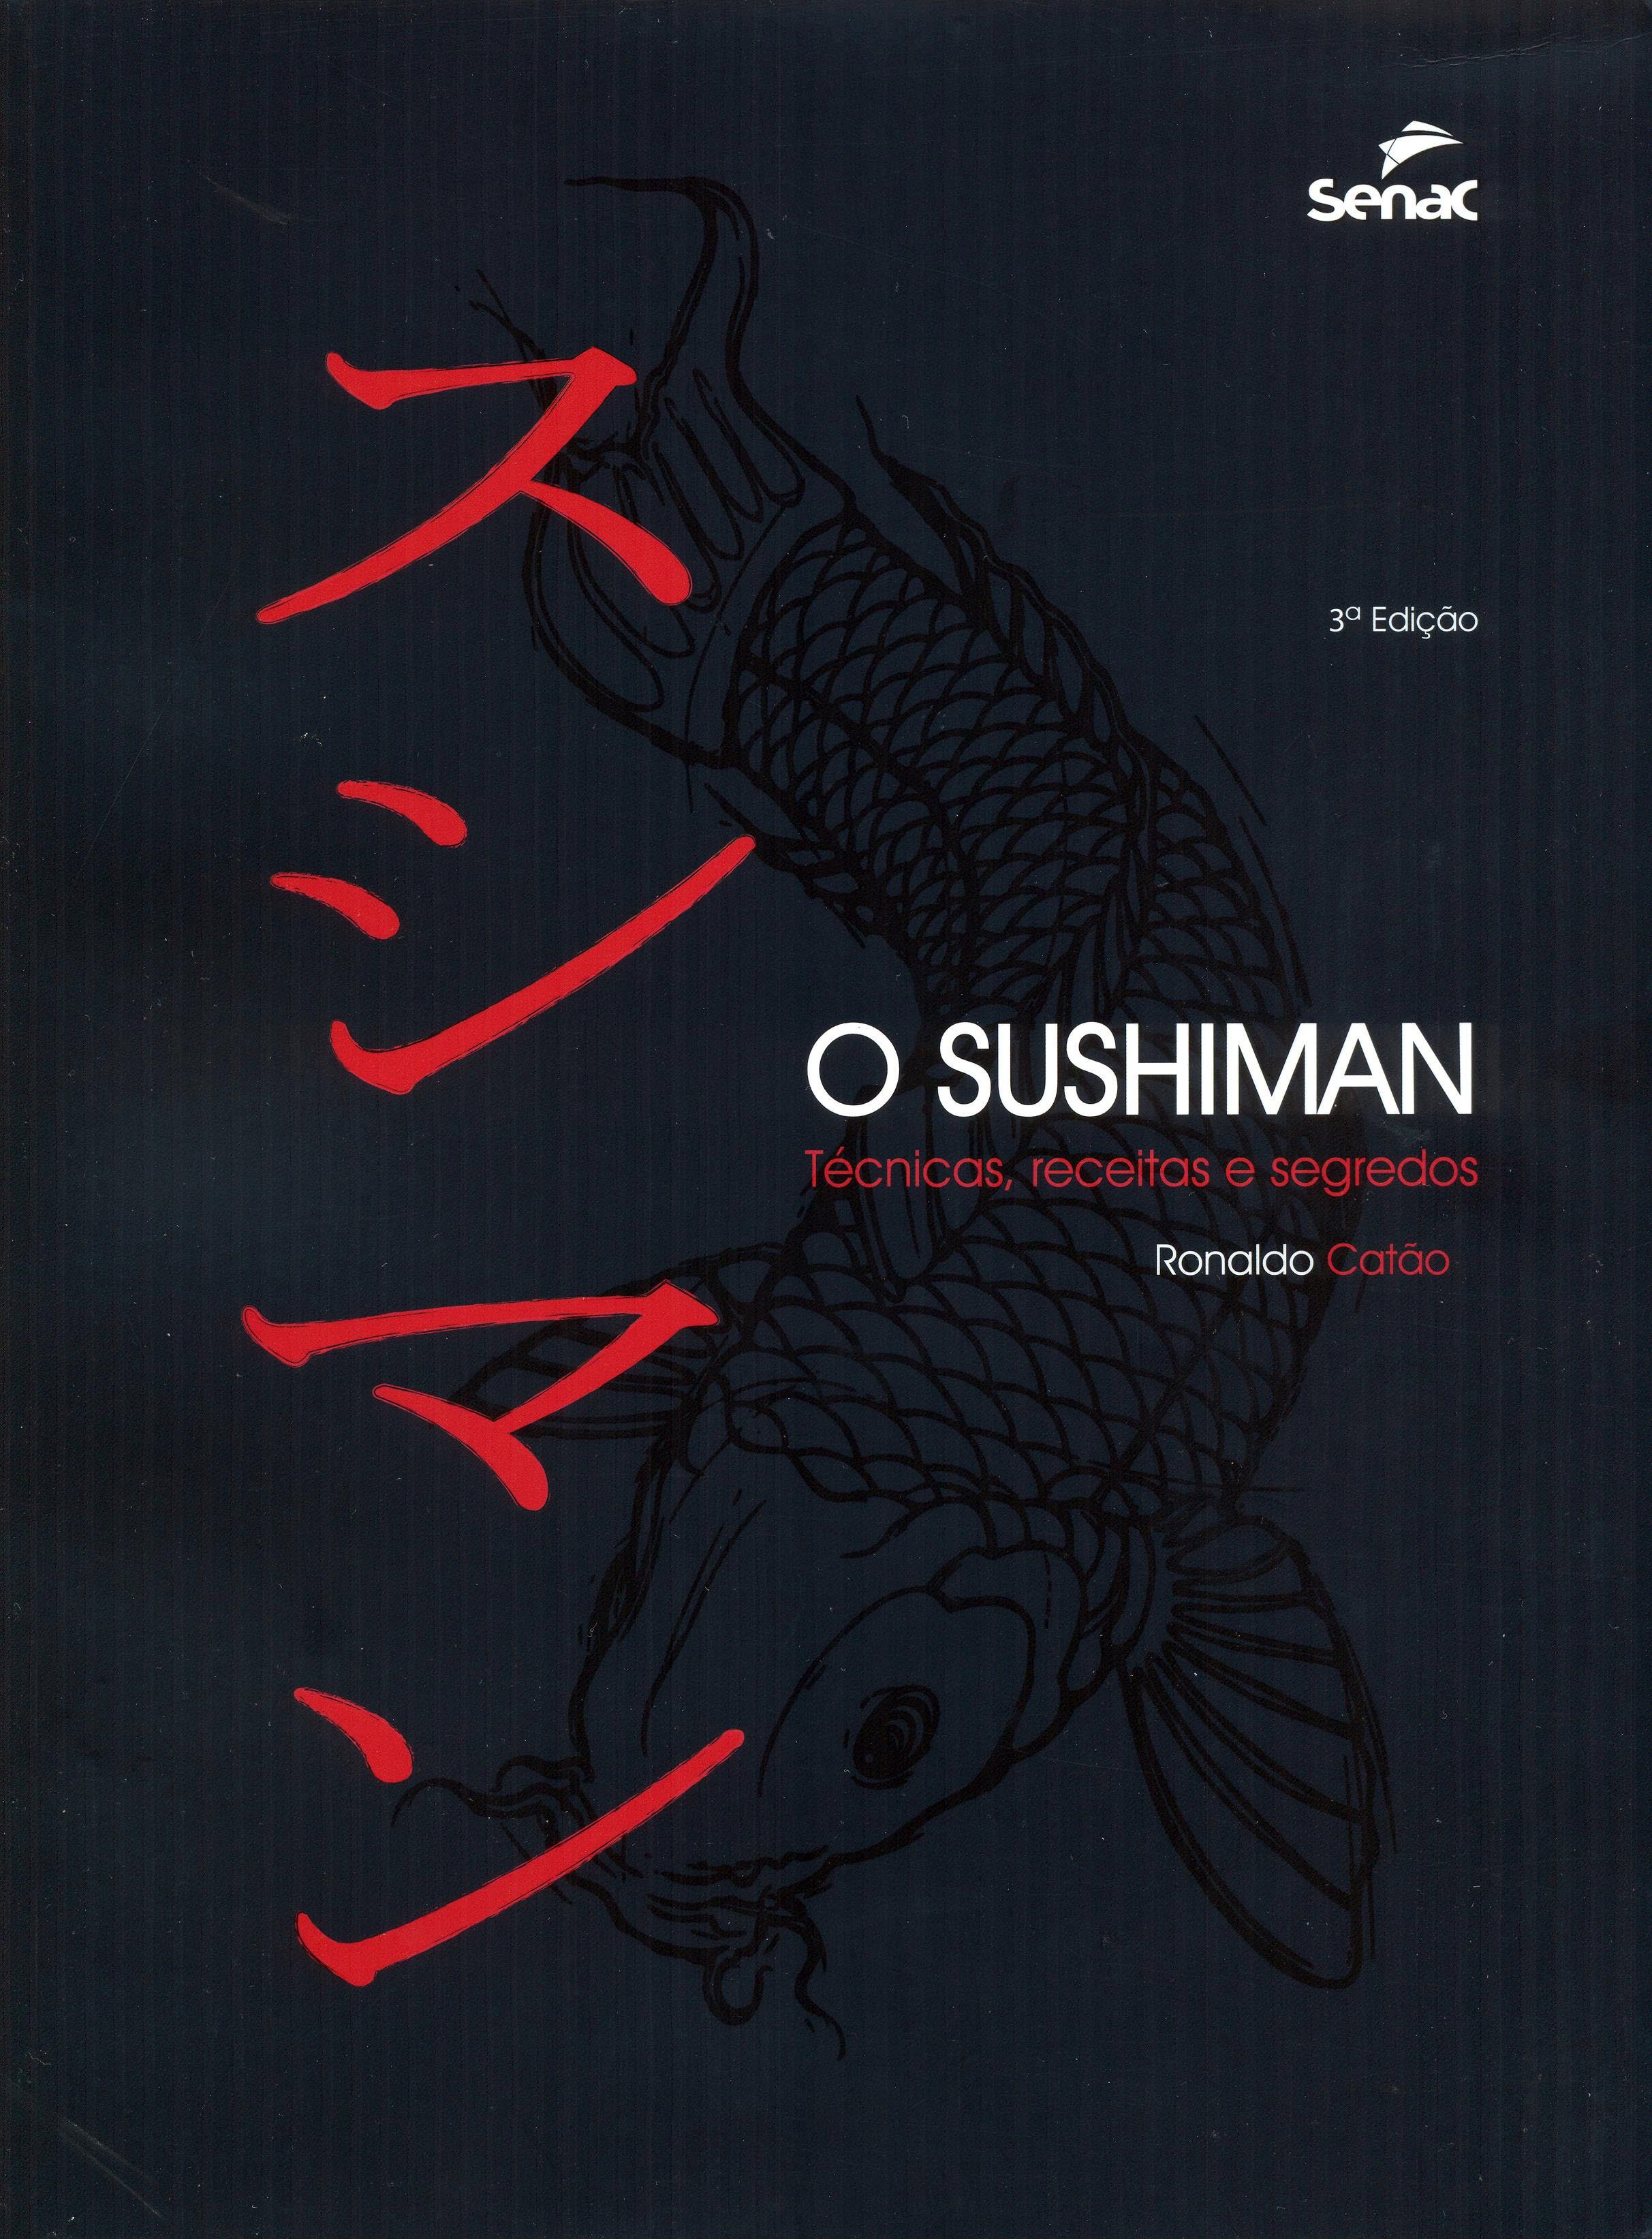 Senac
スシマン
3ª Edição
O SUSHIMAN
Técnicas, receitas e segredos
Ronaldo Catão